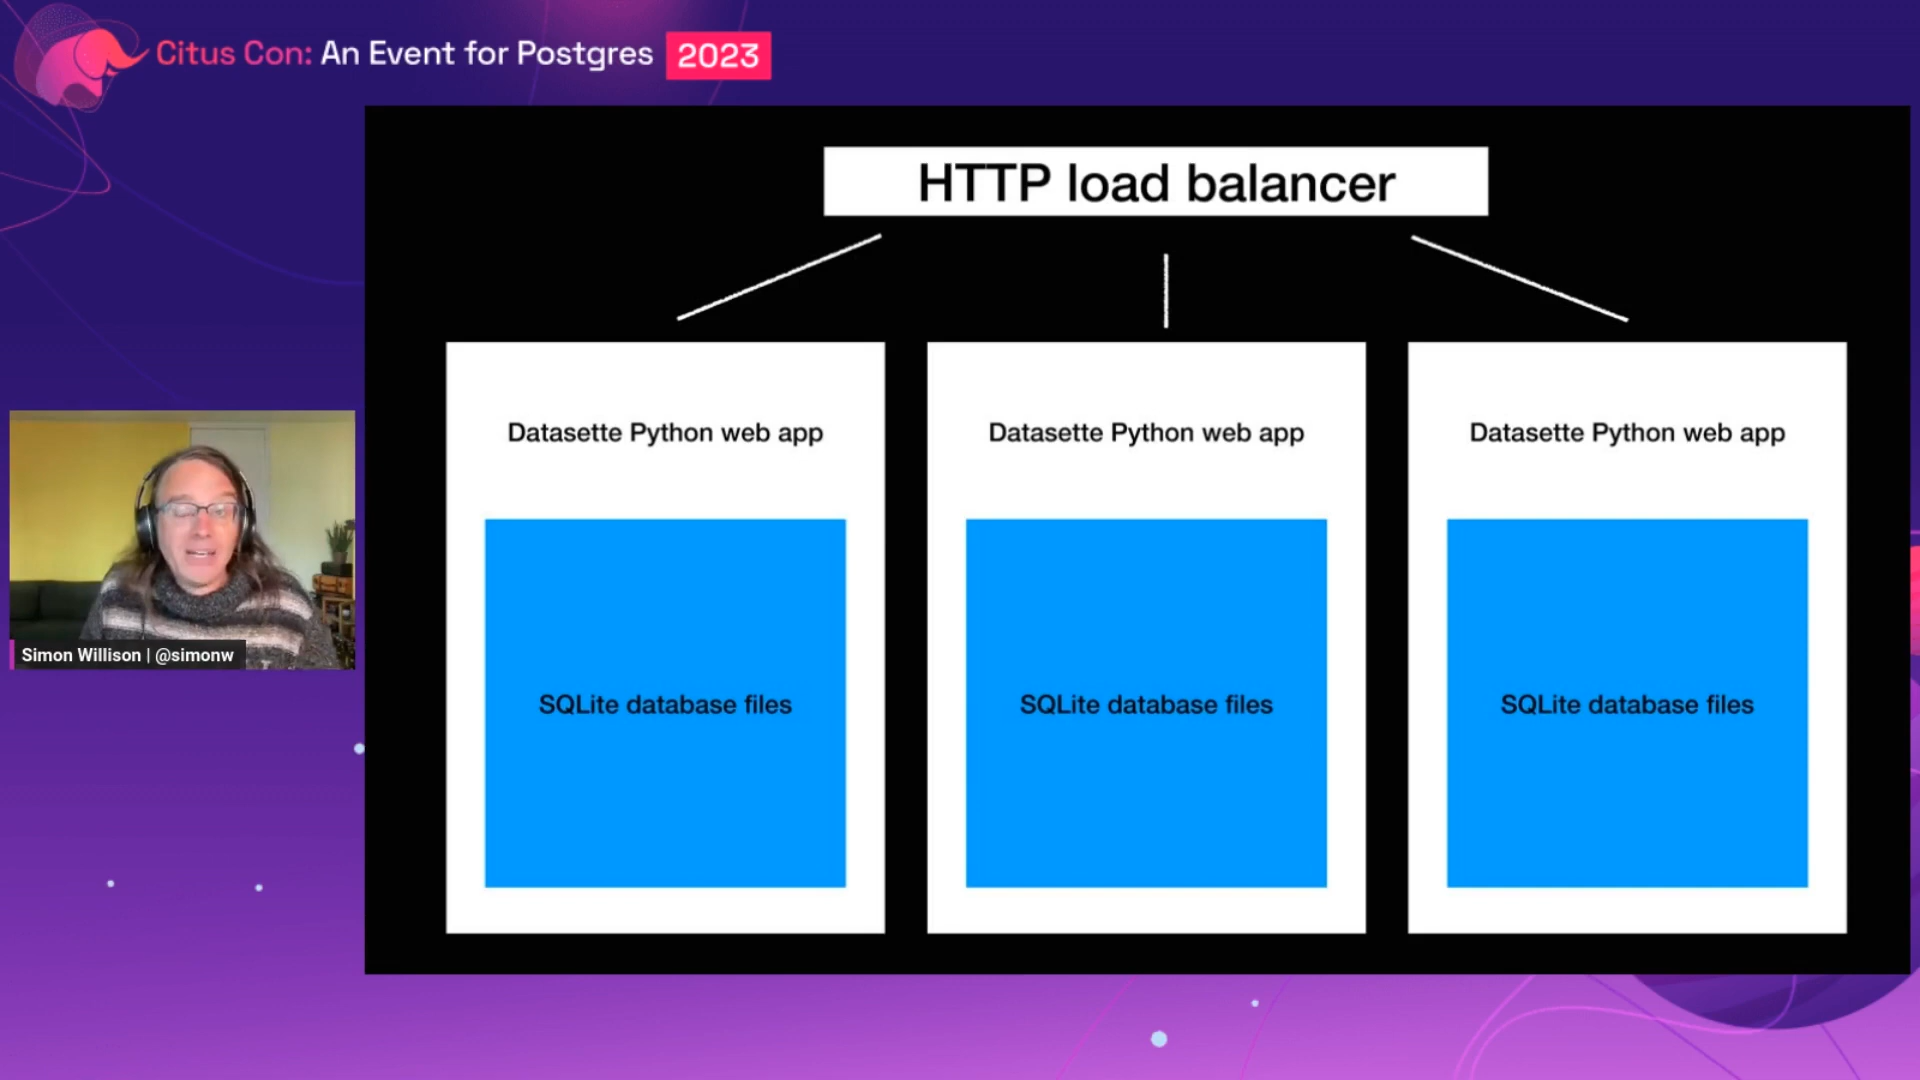 Citus Con: An Event for Postgres 2023
HTTP load balancer
Datasette Python web app
SQLite database files
Datasette Python web app
SQLite database files
Datasette Python web app
SQLite database files
Simon Willison | @simonw